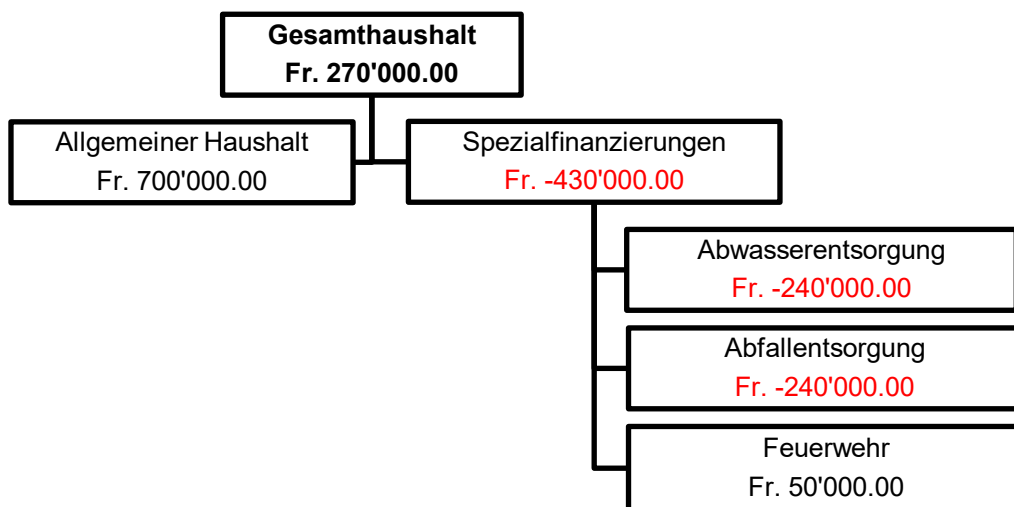 Gesamthaushalt
Fr. 270'000.00
Allgemeiner Haushalt
Fr. 700'000.00
Spezialfinanzierungen
Fr. -430'000.00
Abwasserentsorgung
Fr. -240'000.00
Abfallentsorgung
Fr. -240'000.00
Feuerwehr
Fr. 50'000.00